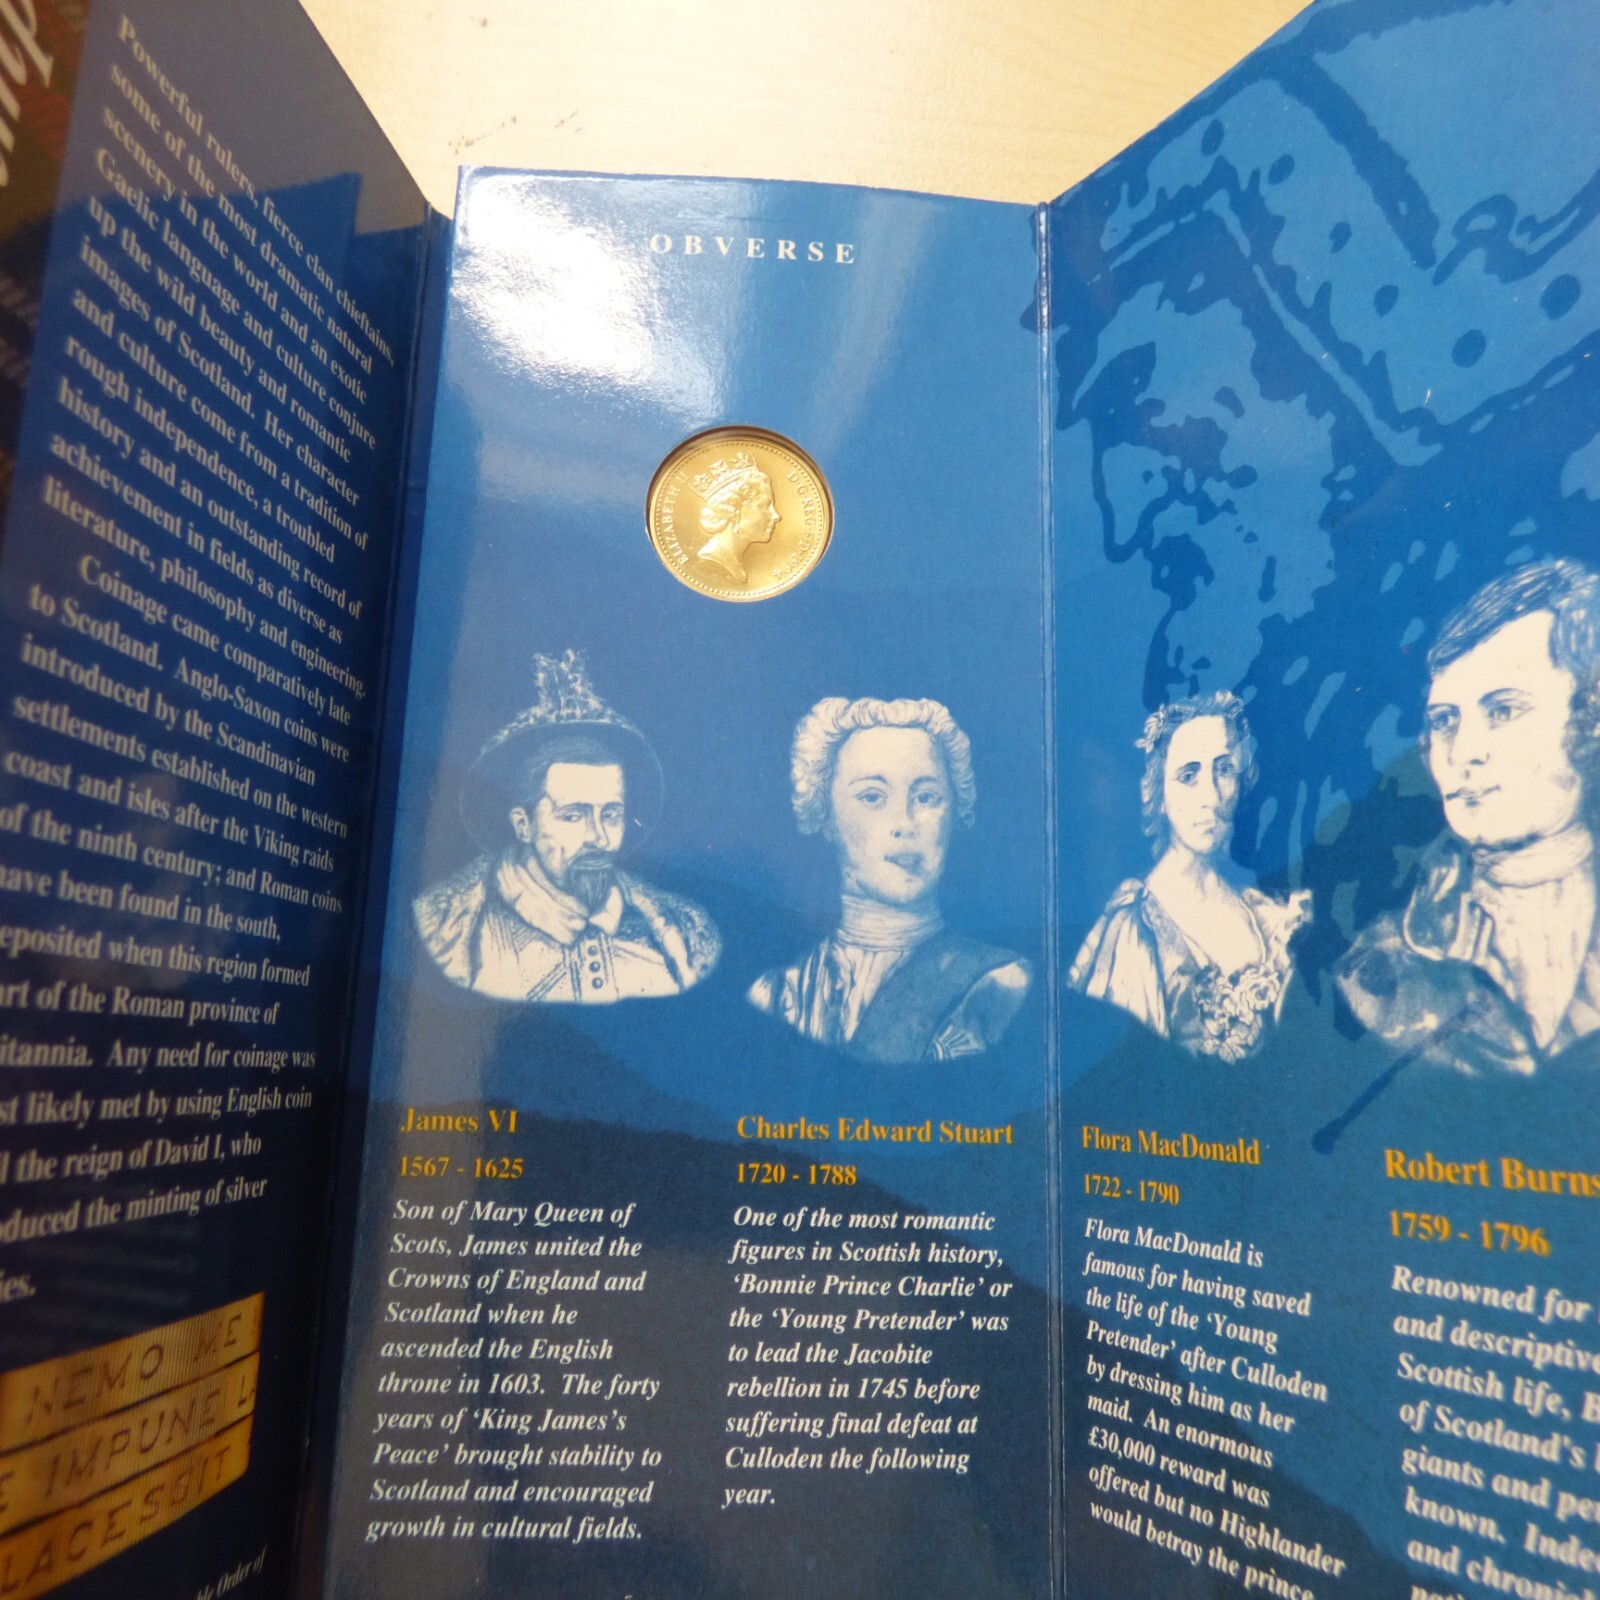 Powerful rulers, fierce clan chieftains,
some of the most dramatic natural
scenery in the world and an exotic
Gaelic language and culture conjure
up the wild beauty and romantic
images of Scotland. Her character
and culture come from a tradition of
rough independence, a troubled
history and an outstanding record of
achievement in fields as diverse as
literature, philosophy and engineering.
Coinage came comparatively late
to Scotland. Anglo-Saxon coins were
introduced by the Scandinavian
settlements established on the western
coast and isles after the Viking raids
of the ninth century; and Roman coins
have been found in the south,
eposited when this region formed
art of the Roman province of
itannia. Any need for coinage was
st likely met by using English coin
l the reign of David I, who
oduced the minting of silver
ies.
NEMO ME
E IMPUNE L
LACESSIT
ble Order of
OBVERSE
ELIZABETH II D·G·REG·F·D·1994
James VI
1567 - 1625
Son of Mary Queen of
Scots, James united the
Crowns of England and
Scotland when he
ascended the English
throne in 1603. The forty
years of 'King James's
Peace' brought stability to
Scotland and encouraged
growth in cultural fields.
Charles Edward Stuart
1720 - 1788
One of the most romantic
figures in Scottish history,
'Bonnie Prince Charlie' or
the 'Young Pretender' was
to lead the Jacobite
rebellion in 1745 before
suffering final defeat at
Culloden the following
year.
Flora MacDonald
1722 - 1790
Flora MacDonald is
famous for having saved
the life of the 'Young
Pretender' after Culloden
by dressing him as her
maid. An enormous
£30,000 reward was
offered but no Highlander
would betray the prince
Robert Burns
1759 - 1796
Renowned for
and descriptive
Scottish life, B
of Scotland's
giants and per
known. Indee
and chronic